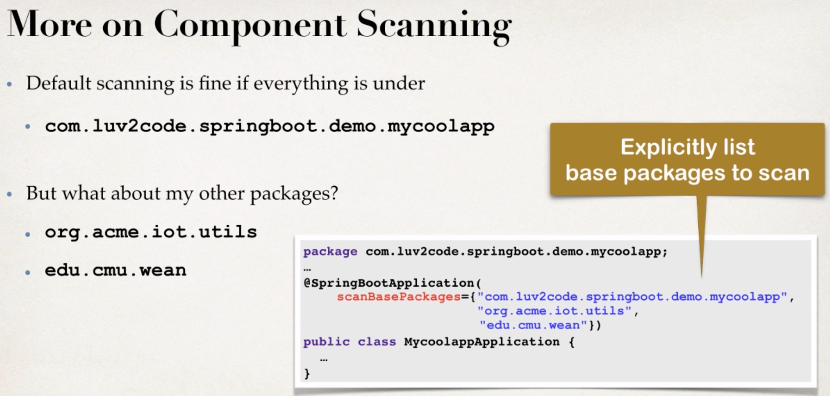 More on Component Scanning
• Default scanning is fine if everything is under
• com.luv2code.springboot.demo.mycoolapp
• But what about my other packages?
• org.acme.iot.utils
• edu.cmu.wean
Explicitly list
base packages to scan
package com.luv2code.springboot.demo.mycoolapp;
…
@SpringBootApplication(
scanBasePackages={"com.luv2code.springboot.demo.mycoolapp",
"org.acme.iot.utils",
"edu.cmu.wean"})
public class MycoolappApplication {
…
}